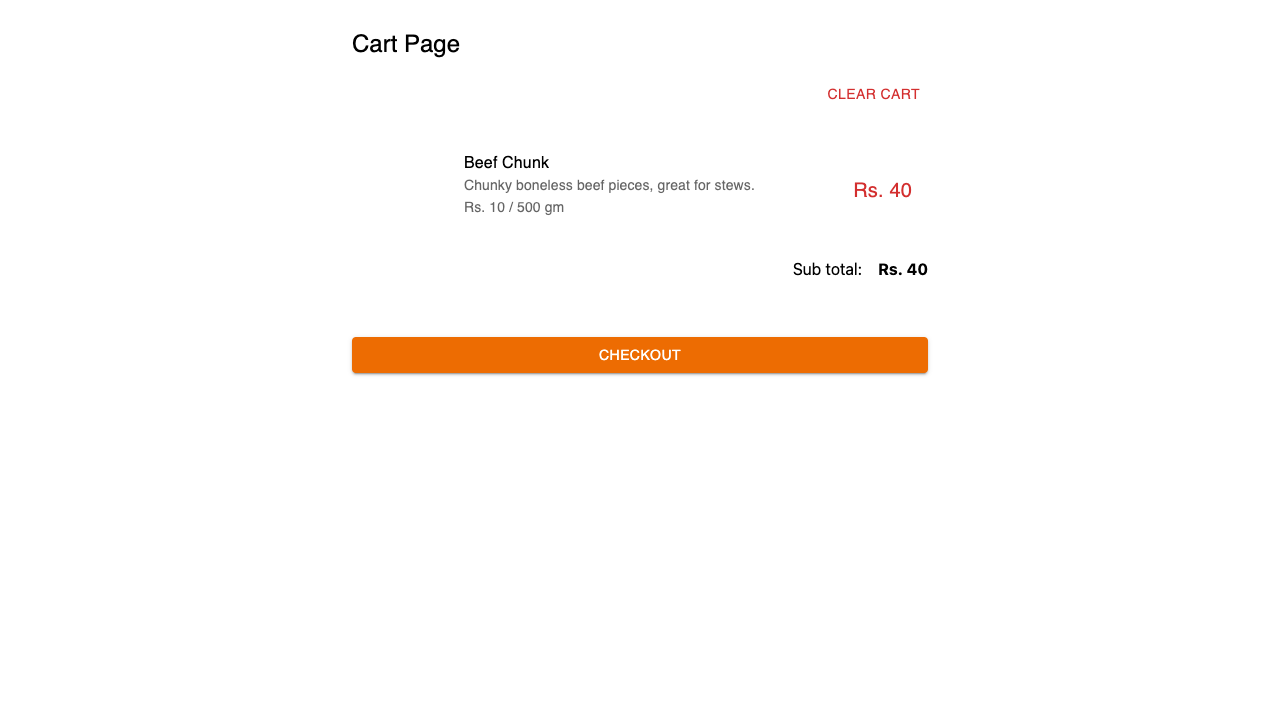 Cart Page
CLEAR CART
Beef Chunk
Chunky boneless beef pieces, great for stews.
Rs. 10 / 500 gm
Rs. 40
Sub total: Rs. 40
CHECKOUT